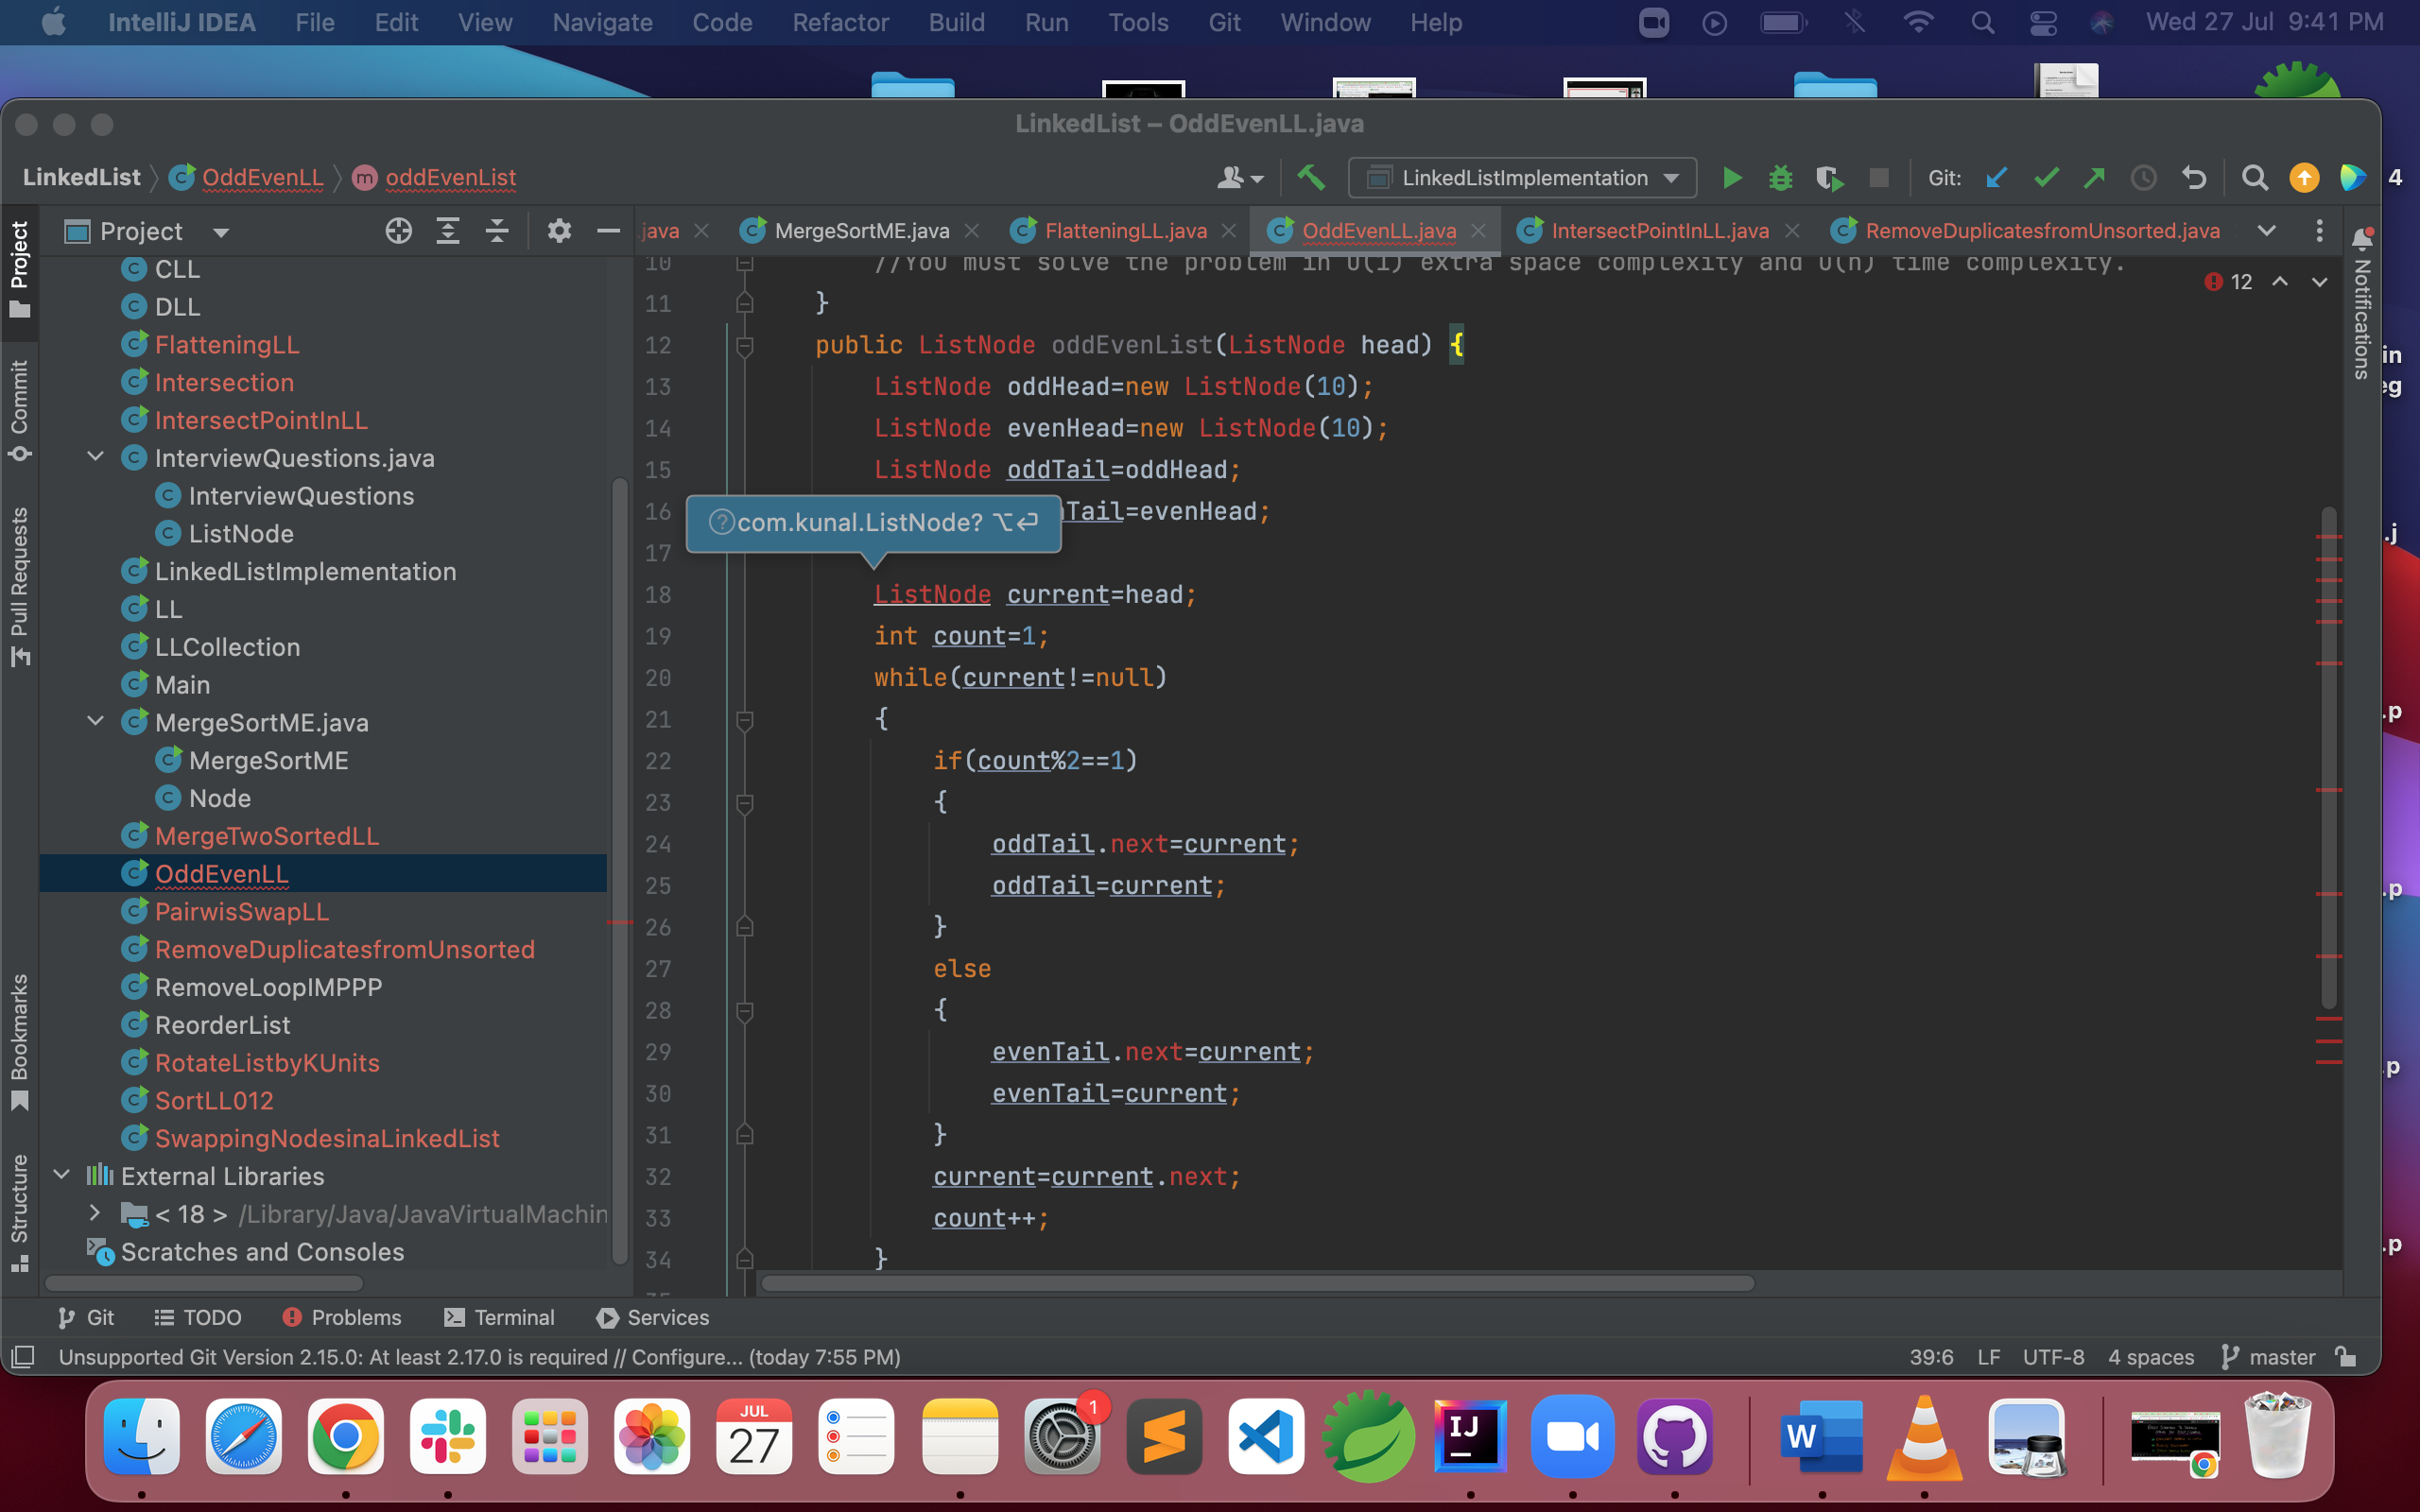 IntelliJ IDEA File Edit View Navigate Code Refactor Build Run Tools Git Window Help Wed 27 Jul 9:41 PM
LinkedList – OddEvenLL.java
LinkedList OddEvenLL m oddEvenList LinkedListImplementation Git: 4
Project .java MergeSortME.java FlatteningLL.java OddEvenLL.java IntersectPointInLL.java RemoveDuplicatesfromUnsorted.java
Project
Commit
Pull Requests
Bookmarks
Structure
Notifications
CLL
DLL
FlatteningLL
Intersection
IntersectPointInLL
InterviewQuestions.java
InterviewQuestions
ListNode
LinkedListImplementation
LL
LLCollection
Main
MergeSortME.java
MergeSortME
Node
MergeTwoSortedLL
OddEvenLL
PairwisSwapLL
RemoveDuplicatesfromUnsorted
RemoveLoopIMPPP
ReorderList
RotateListbyKUnits
SortLL012
SwappingNodesinaLinkedList
External Libraries
< 18 > /Library/Java/JavaVirtualMachin
Scratches and Consoles
12
10 //You must solve the problem in O(1) extra space complexity and O(n) time complexity.
11 }
12 public ListNode oddEvenList(ListNode head) {
13 ListNode oddHead=new ListNode(10);
14 ListNode evenHead=new ListNode(10);
15 ListNode oddTail=oddHead;
16 nTail=evenHead;
com.kunal.ListNode? ⌥⏎
17
18 ListNode current=head;
19 int count=1;
20 while(current!=null)
21 {
22 if(count%2==1)
23 {
24 oddTail.next=current;
25 oddTail=current;
26 }
27 else
28 {
29 evenTail.next=current;
30 evenTail=current;
31 }
32 current=current.next;
33 count++;
34 }
in
eg
.j
.p
.p
.p
.p
Git TODO Problems Terminal Services
Unsupported Git Version 2.15.0: At least 2.17.0 is required // Configure... (today 7:55 PM) 39:6 LF UTF-8 4 spaces master
JUL
27
1
IJ
W